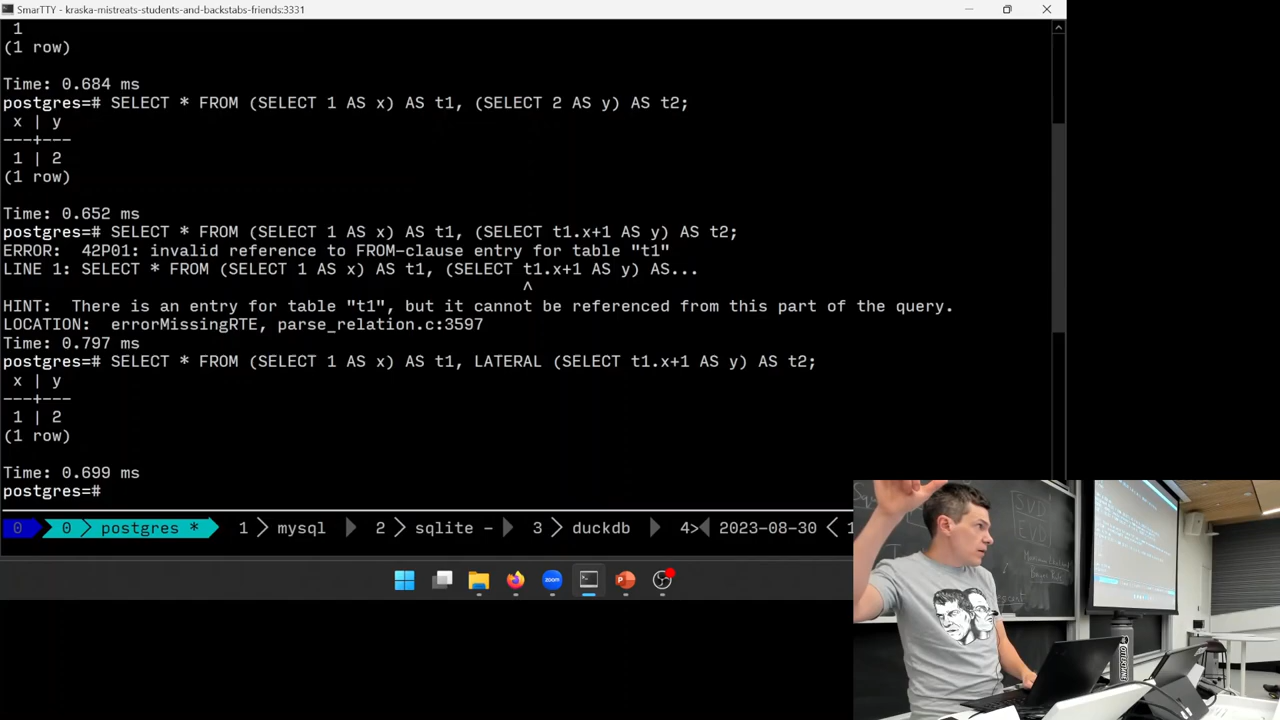 SmarTTY - kraska-mistreats-students-and-backstabs-friends:3331
1
(1 row)
Time: 0.684 ms
postgres=# SELECT * FROM (SELECT 1 AS x) AS t1, (SELECT 2 AS y) AS t2;
x | y
---+---
1 | 2
(1 row)
Time: 0.652 ms
postgres=# SELECT * FROM (SELECT 1 AS x) AS t1, (SELECT t1.x+1 AS y) AS t2;
ERROR:  42P01: invalid reference to FROM-clause entry for table "t1"
LINE 1: SELECT * FROM (SELECT 1 AS x) AS t1, (SELECT t1.x+1 AS y) AS...
^
HINT:  There is an entry for table "t1", but it cannot be referenced from this part of the query.
LOCATION:  errorMissingRTE, parse_relation.c:3597
Time: 0.797 ms
postgres=# SELECT * FROM (SELECT 1 AS x) AS t1, LATERAL (SELECT t1.x+1 AS y) AS t2;
x | y
---+---
1 | 2
(1 row)
Time: 0.699 ms
postgres=#
0 0 postgres * 1 mysql 2 sqlite - 3 duckdb 4> 2023-08-30 1
zoom
SVD
EVD